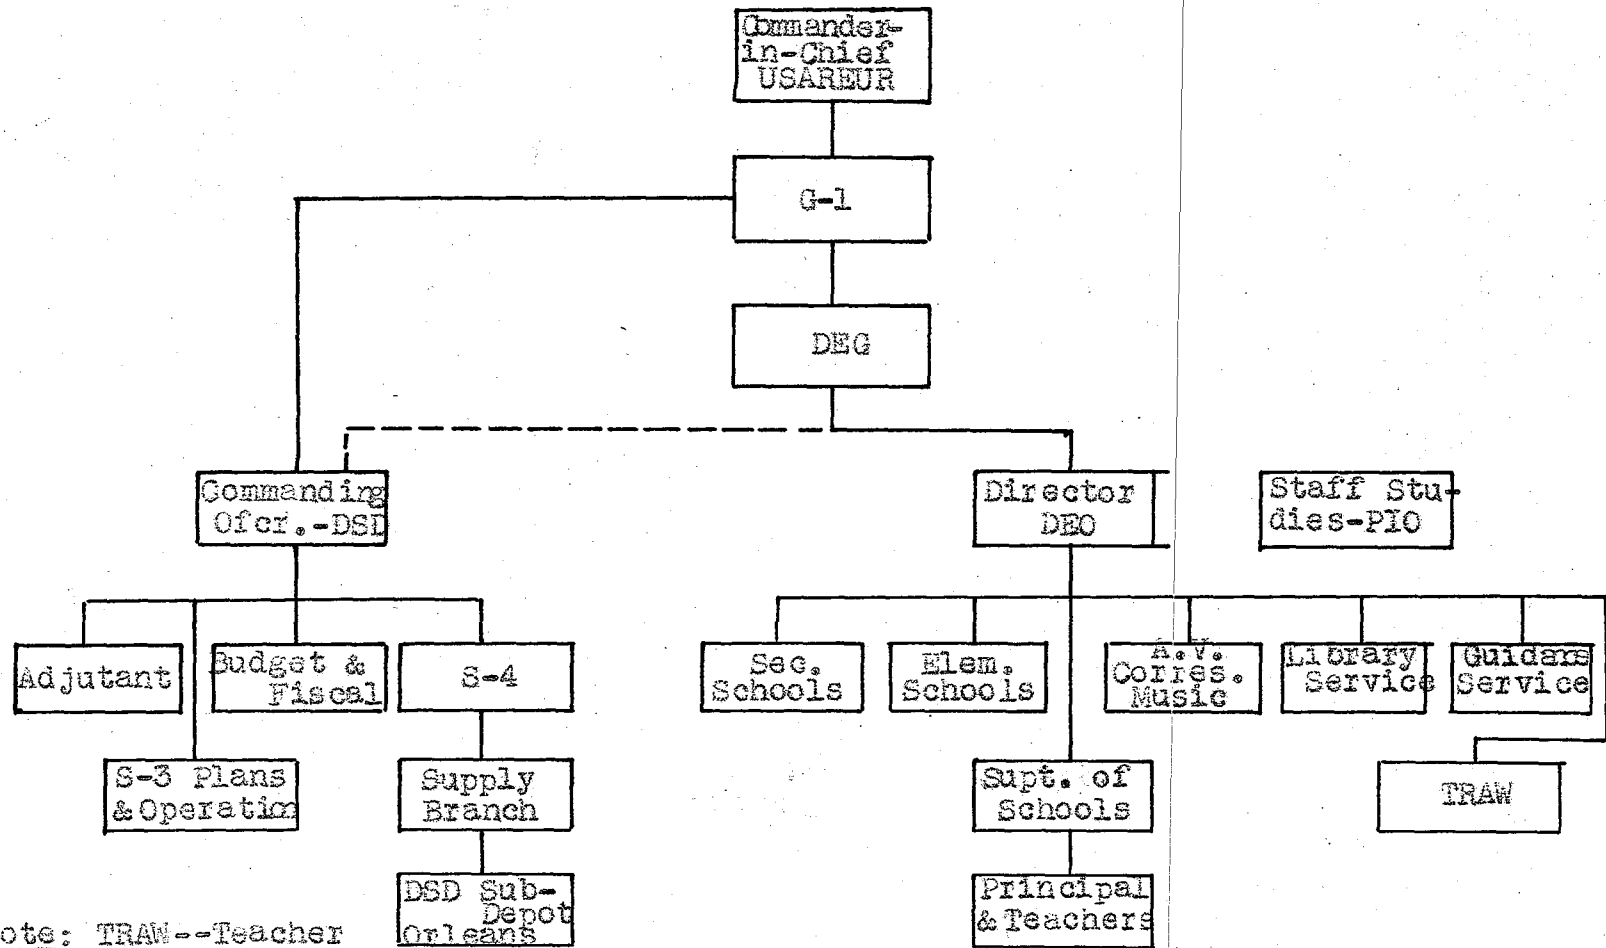 Commander-
in-Chief
USAREUR
G-1
DEG
Commanding
Ofcr.-DSD
Director
DEO
Staff Stu-
dies-PIO
Adjutant
Budget &
Fiscal
S-4
Sec.
Schools
Elem.
Schools
A.V.
Corres.
Music
Library
Service
Service
S-3 Plans
& Operation
Supply
Branch
Supt. of
Schools
TRAW
DSD Sub-
Depot
Orleans
Principal
& Teachers
ote: TRAW--Teacher